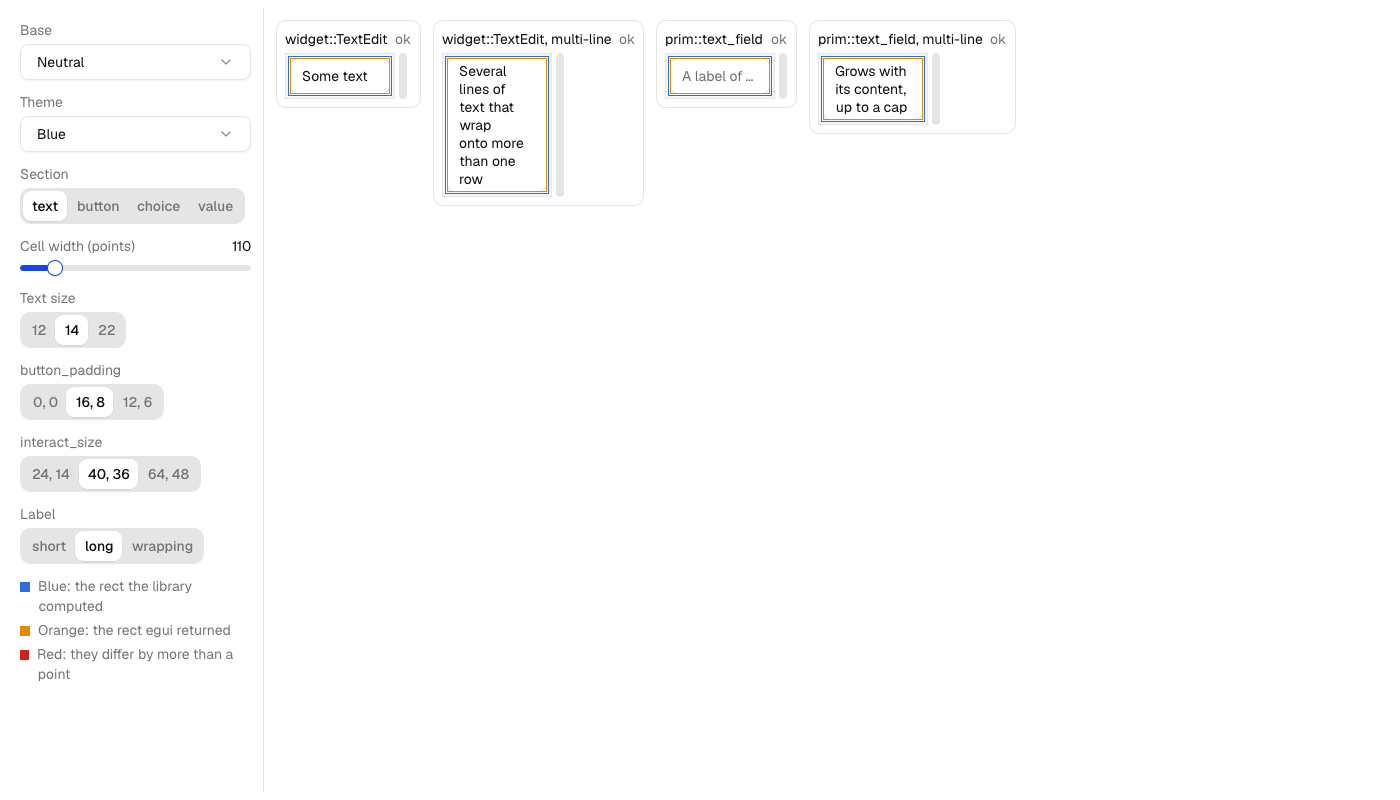 Base
Neutral
Theme
Blue
Section
text button choice value
Cell width (points) 110
Text size
12 14 22
button_padding
0, 0 16, 8 12, 6
interact_size
24, 14 40, 36 64, 48
Label
short long wrapping
Blue: the rect the library
computed
Orange: the rect egui returned
Red: they differ by more than a
point
widget::TextEdit ok
Some text
widget::TextEdit, multi-line ok
Several
lines of
text that
wrap
onto more
than one
row
prim::text_field ok
A label of …
prim::text_field, multi-line ok
Grows with
its content,
up to a cap